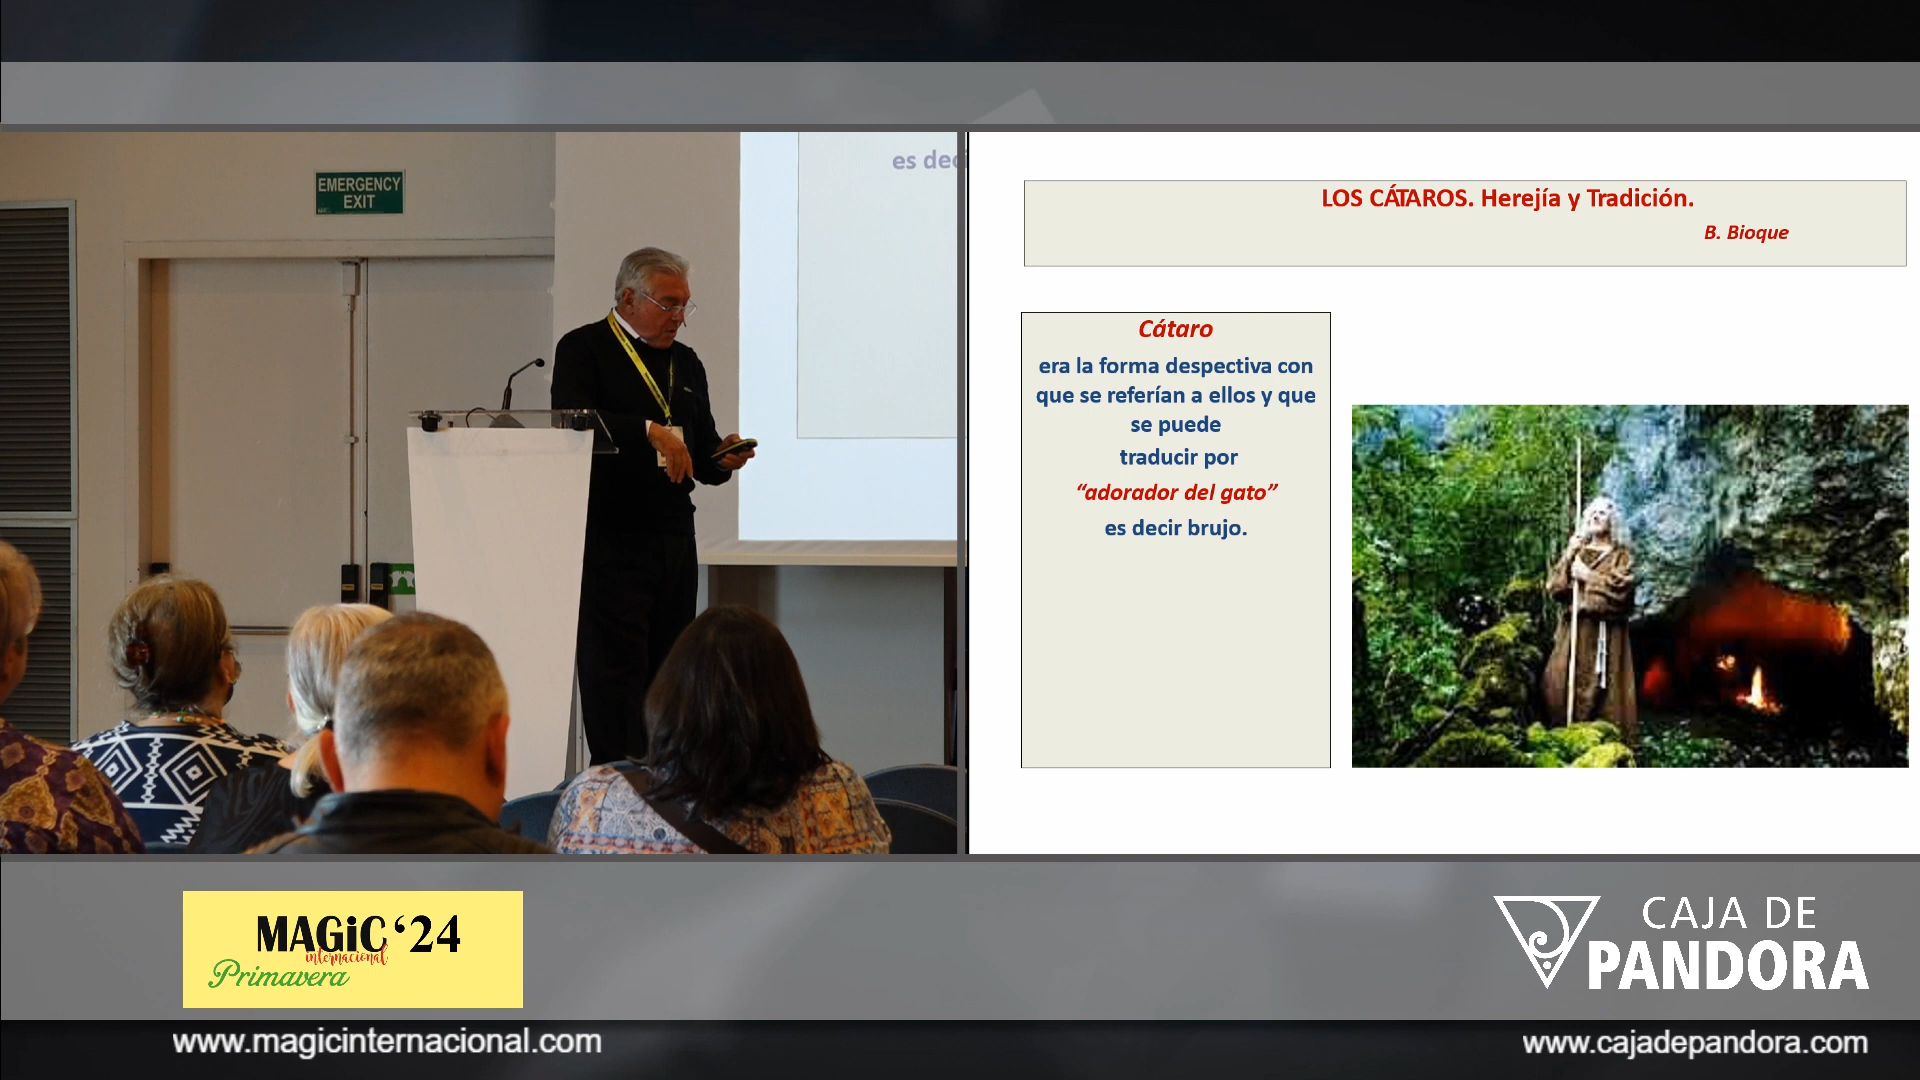 EMERGENCY
EXIT
es deci
LOS CÁTAROS. Herejía y Tradición.
B. Bioque
Cátaro
era la forma despectiva con
que se referían a ellos y que
se puede
traducir por
“adorador del gato”
es decir brujo.
MAGiC ‘24
internacional
Primavera
CAJA DE
PANDORA
www.magicinternacional.com
www.cajadepandora.com